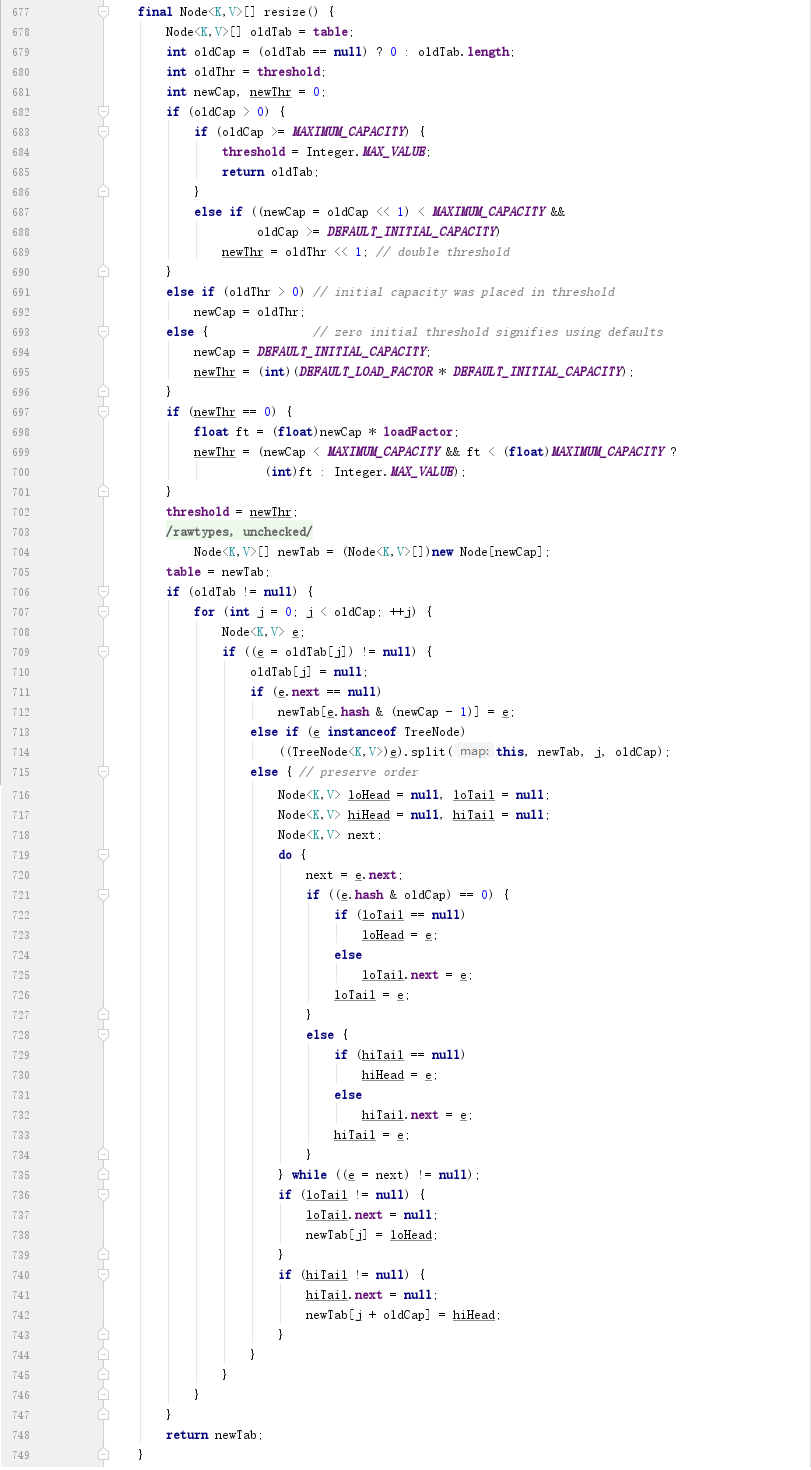 677 final Node<K,V>[] resize() {
678 Node<K,V>[] oldTab = table;
679 int oldCap = (oldTab == null) ? 0 : oldTab.length;
680 int oldThr = threshold;
681 int newCap, newThr = 0;
682 if (oldCap > 0) {
683 if (oldCap >= MAXIMUM_CAPACITY) {
684 threshold = Integer.MAX_VALUE;
685 return oldTab;
686 }
687 else if ((newCap = oldCap << 1) < MAXIMUM_CAPACITY &&
688 oldCap >= DEFAULT_INITIAL_CAPACITY)
689 newThr = oldThr << 1; // double threshold
690 }
691 else if (oldThr > 0) // initial capacity was placed in threshold
692 newCap = oldThr;
693 else { // zero initial threshold signifies using defaults
694 newCap = DEFAULT_INITIAL_CAPACITY;
695 newThr = (int)(DEFAULT_LOAD_FACTOR * DEFAULT_INITIAL_CAPACITY);
696 }
697 if (newThr == 0) {
698 float ft = (float)newCap * loadFactor;
699 newThr = (newCap < MAXIMUM_CAPACITY && ft < (float)MAXIMUM_CAPACITY ?
700 (int)ft : Integer.MAX_VALUE);
701 }
702 threshold = newThr;
703 /rawtypes, unchecked/
704 Node<K,V>[] newTab = (Node<K,V>[])new Node[newCap];
705 table = newTab;
706 if (oldTab != null) {
707 for (int j = 0; j < oldCap; ++j) {
708 Node<K,V> e;
709 if ((e = oldTab[j]) != null) {
710 oldTab[j] = null;
711 if (e.next == null)
712 newTab[e.hash & (newCap - 1)] = e;
713 else if (e instanceof TreeNode)
714 ((TreeNode<K,V>)e).split( map: this, newTab, j, oldCap);
715 else { // preserve order
716 Node<K,V> loHead = null, loTail = null;
717 Node<K,V> hiHead = null, hiTail = null;
718 Node<K,V> next;
719 do {
720 next = e.next;
721 if ((e.hash & oldCap) == 0) {
722 if (loTail == null)
723 loHead = e;
724 else
725 loTail.next = e;
726 loTail = e;
727 }
728 else {
729 if (hiTail == null)
730 hiHead = e;
731 else
732 hiTail.next = e;
733 hiTail = e;
734 }
735 } while ((e = next) != null);
736 if (loTail != null) {
737 loTail.next = null;
738 newTab[j] = loHead;
739 }
740 if (hiTail != null) {
741 hiTail.next = null;
742 newTab[j + oldCap] = hiHead;
743 }
744 }
745 }
746 }
747 }
748 return newTab;
749 }